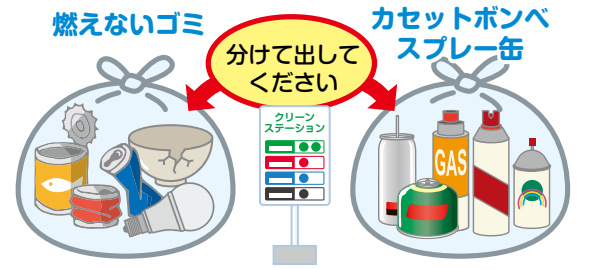 燃えないゴミ
カセットボンベ
スプレー缶
分けて出して
ください
クリーン
ステーション
GAS